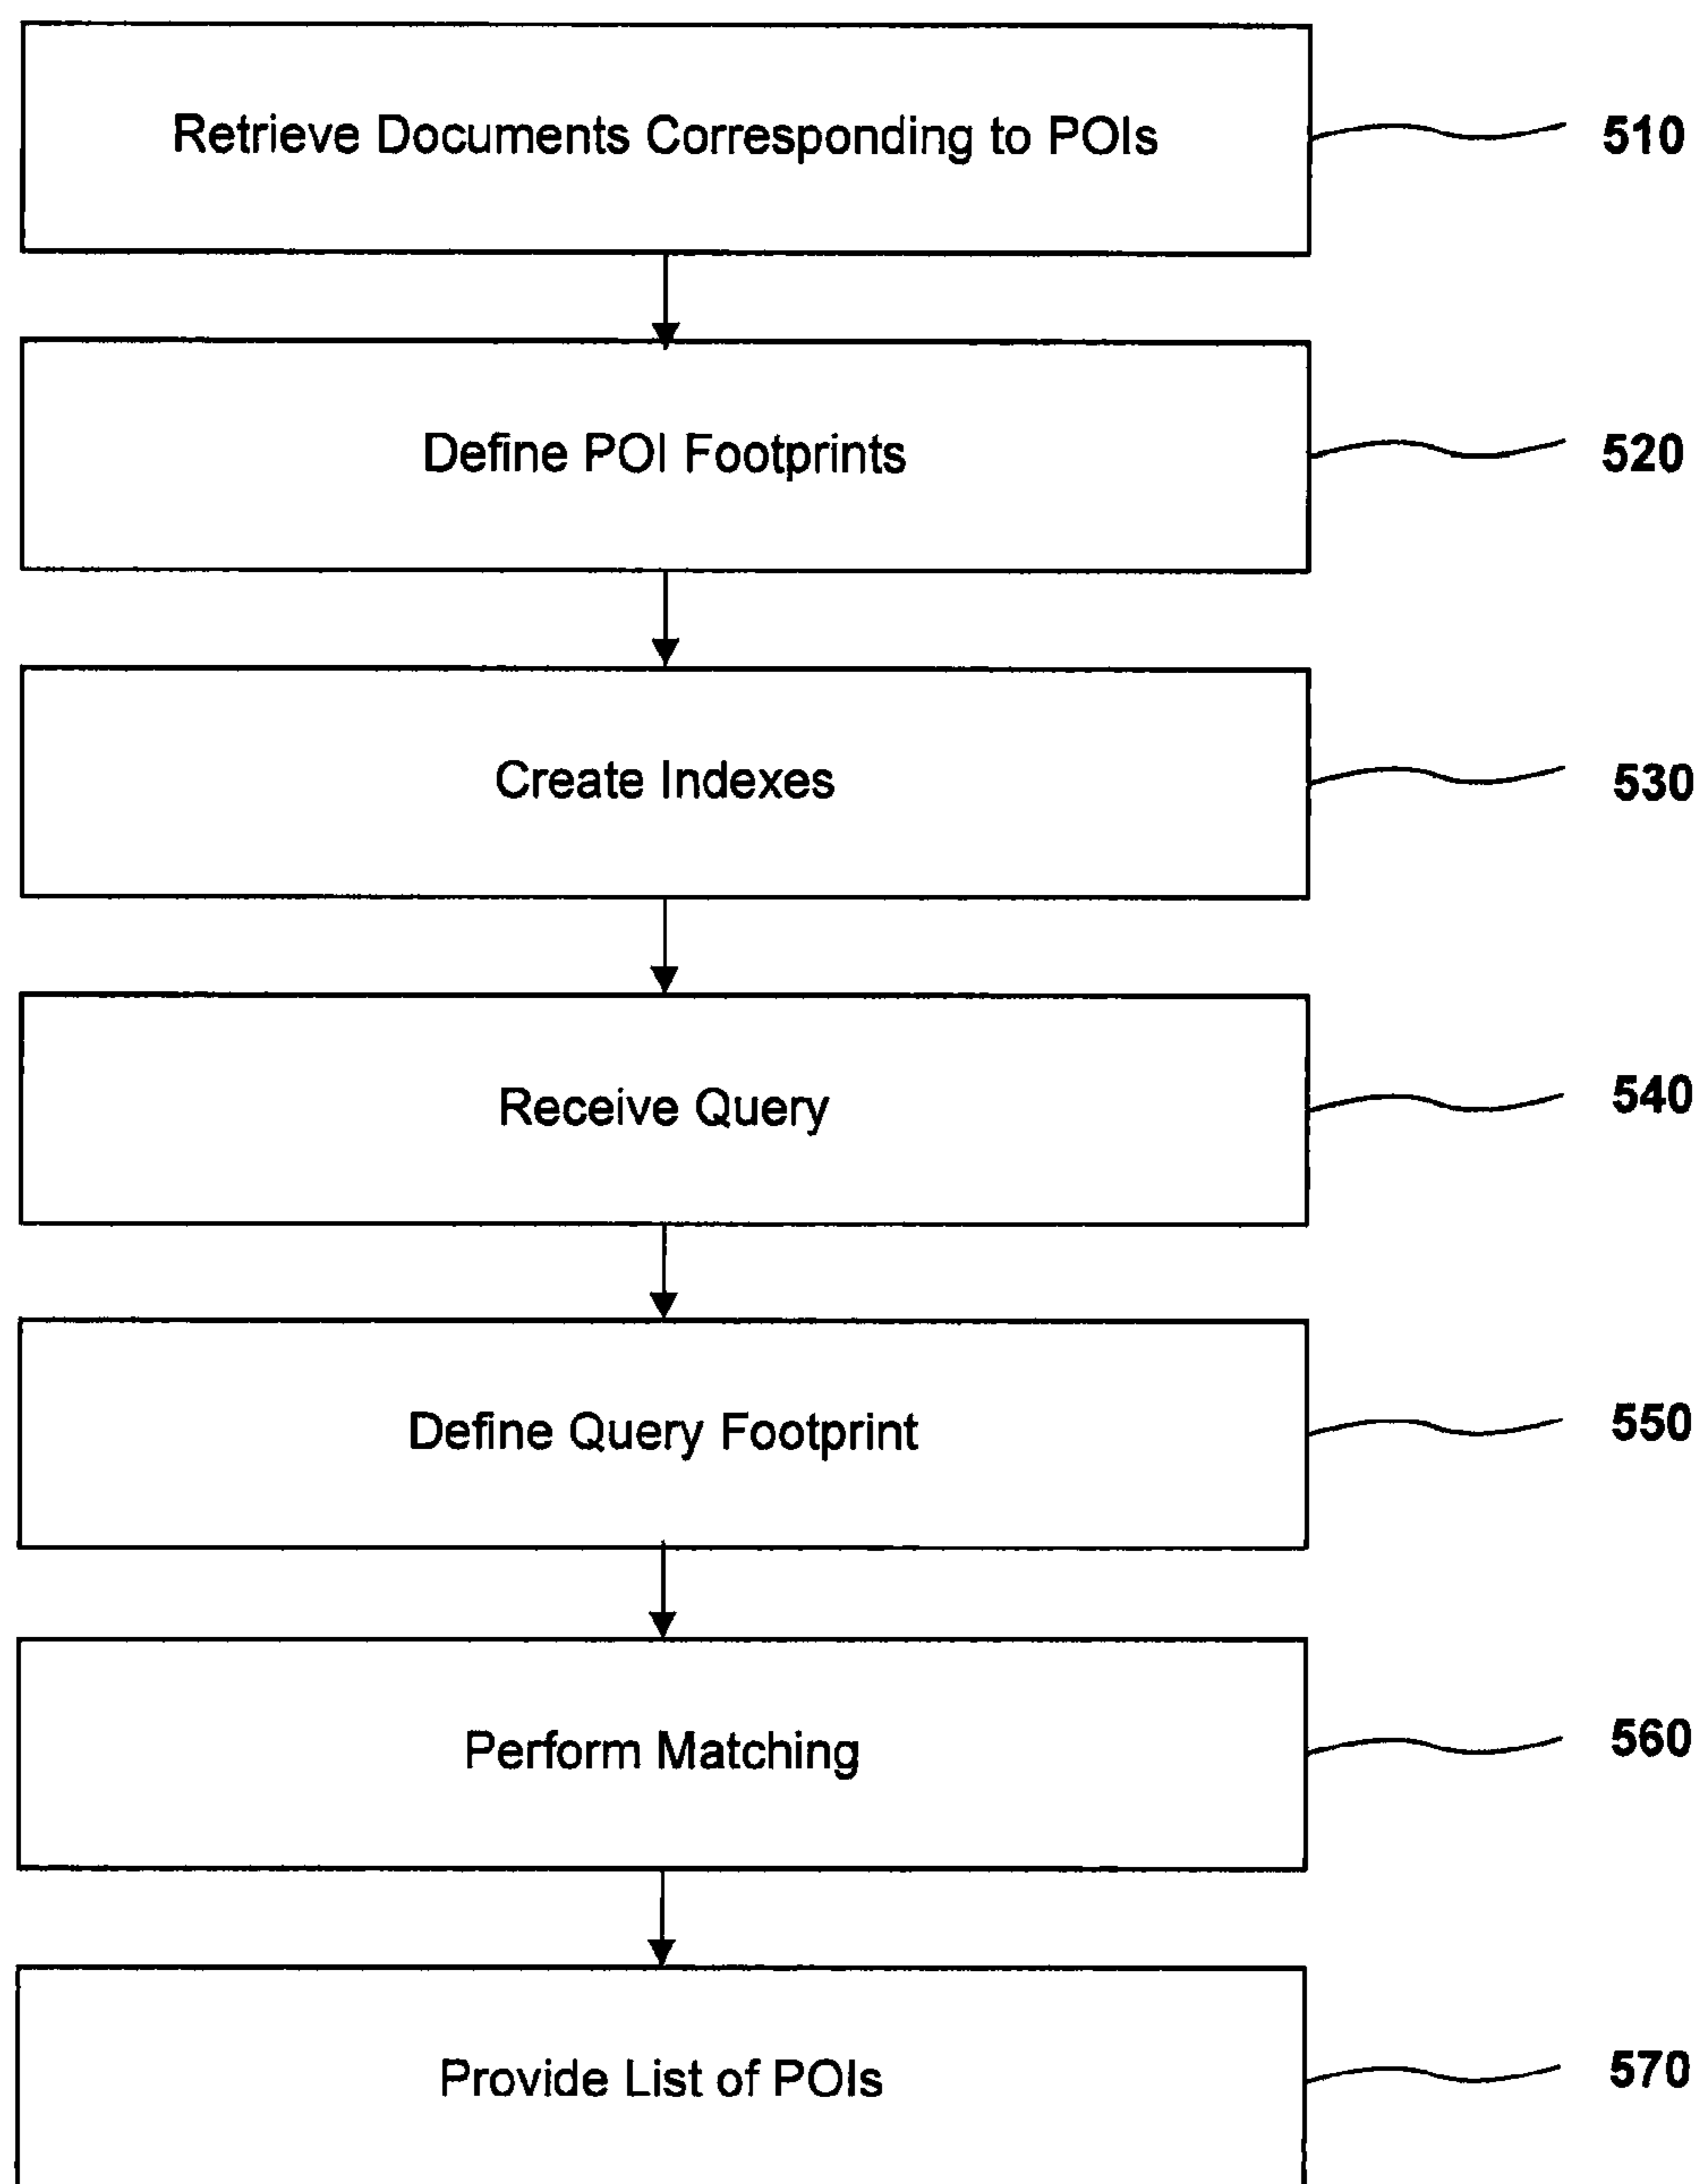 Retrieve Documents Corresponding to POIs 510
Define POI Footprints 520
Create Indexes 530
Receive Query 540
Define Query Footprint 550
Perform Matching 560
Provide List of POIs 570